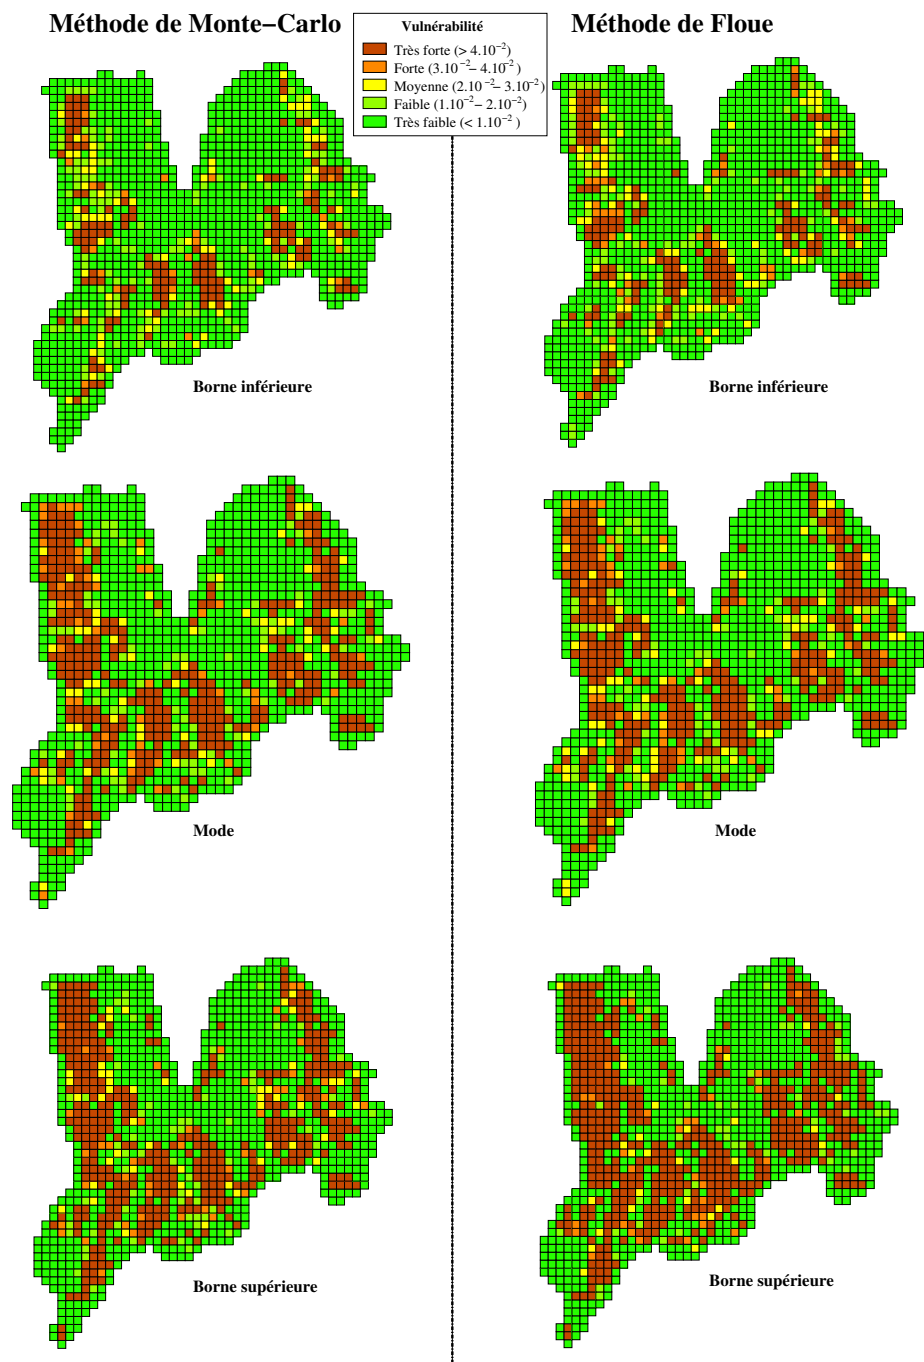 Méthode de Monte−Carlo
Méthode de Floue
Vulnérabilité
Très forte (> 4.10⁻²)
Forte (3.10⁻²− 4.10⁻²)
Moyenne (2.10⁻²− 3.10⁻²)
Faible (1.10⁻² − 2.10⁻²)
Très faible (< 1.10⁻² )
Borne inférieure
Borne inférieure
Mode
Mode
Borne supérieure
Borne supérieure